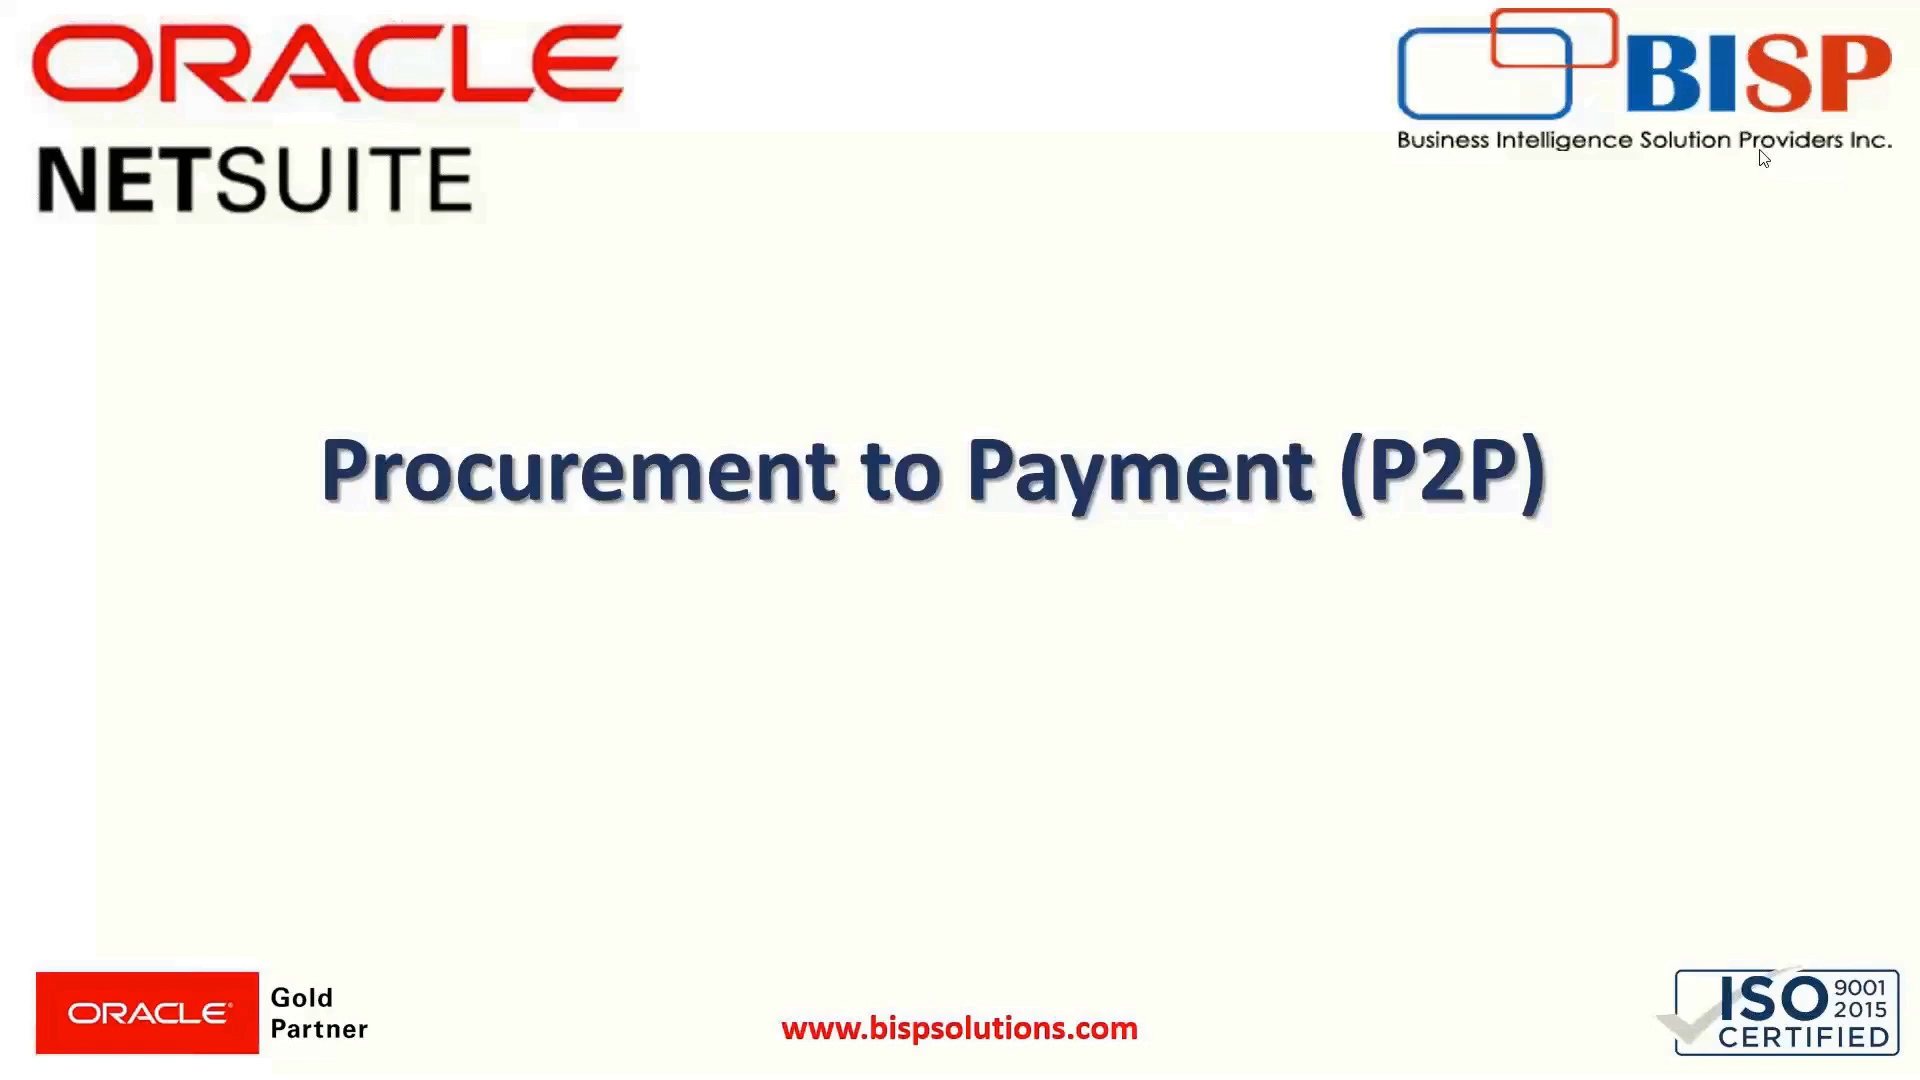 ORACLE
NETSUITE
BISP
Business Intelligence Solution Providers Inc.
Procurement to Payment (P2P)
ORACLE
Gold
Partner
www.bispsolutions.com
ISO 9001
2015
CERTIFIED